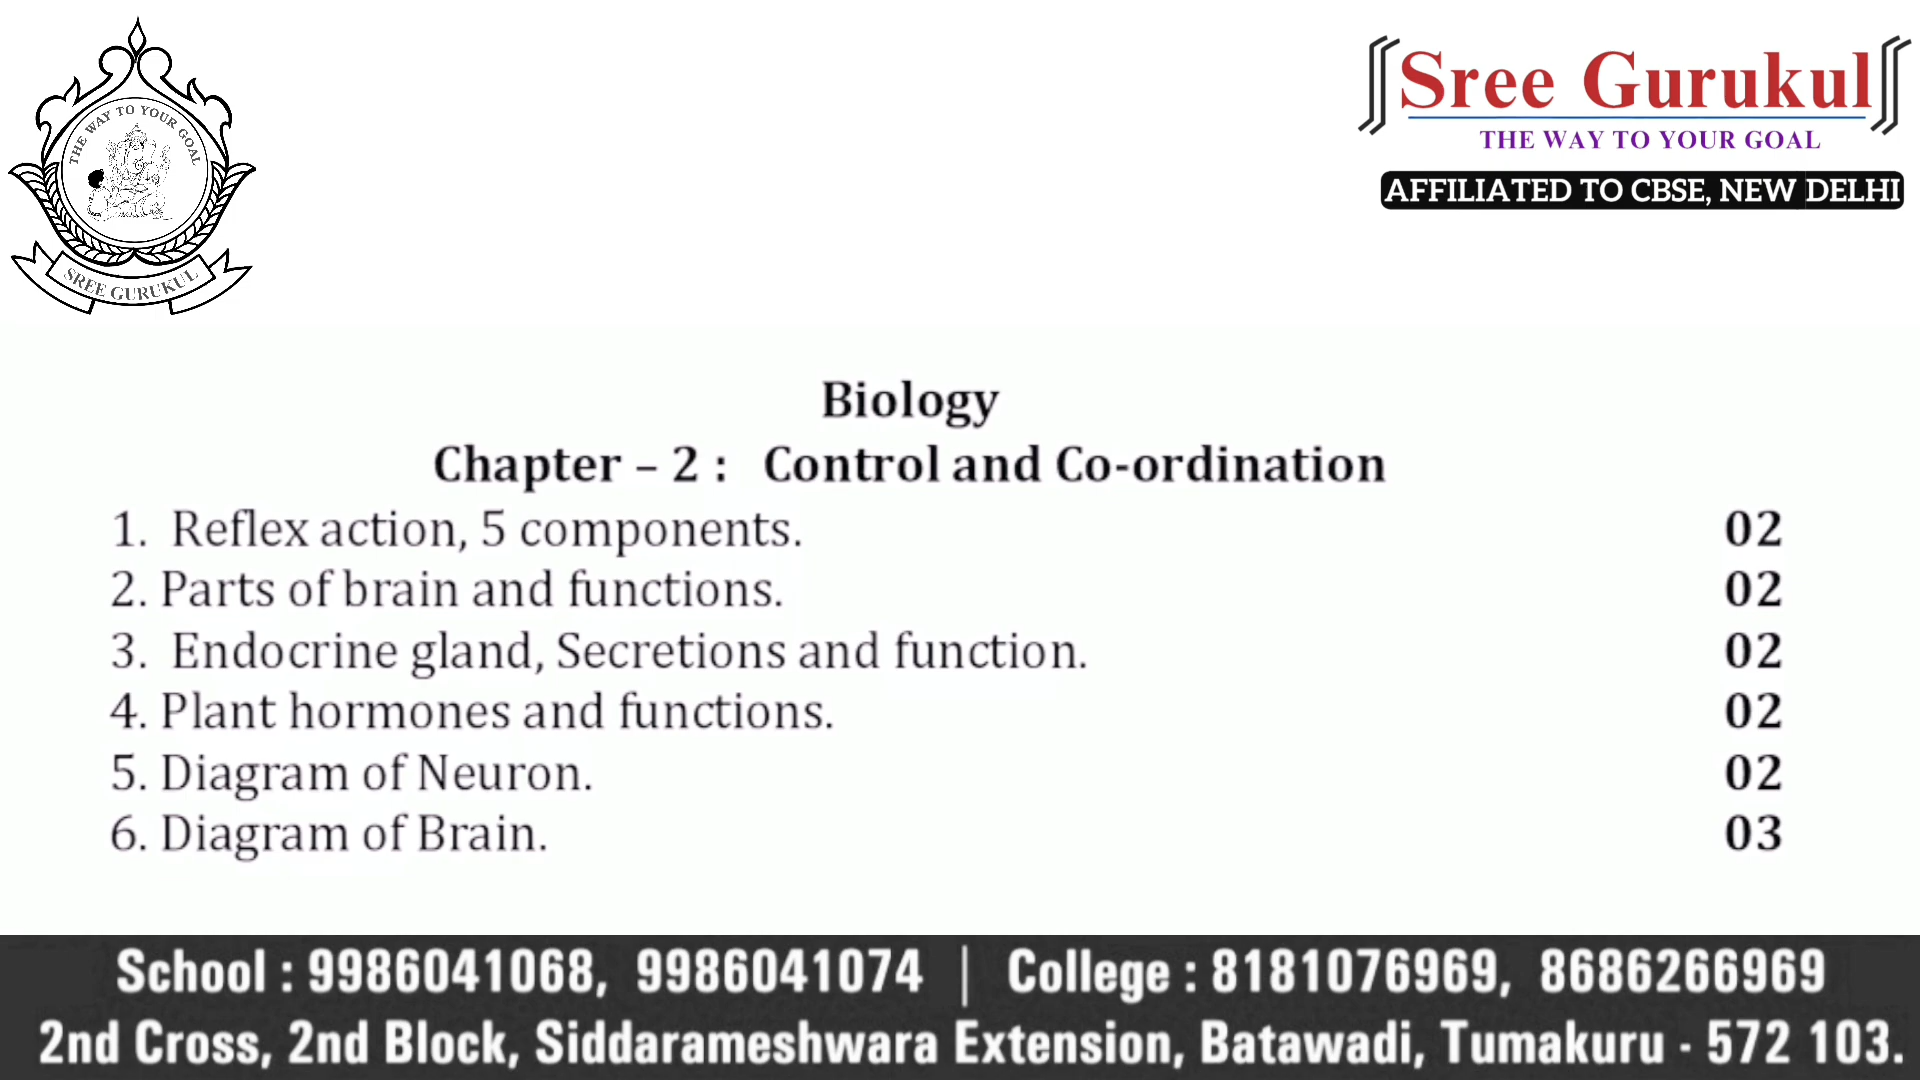 THE WAY TO YOUR GOAL
SREE GURUKUL
Sree Gurukul
THE WAY TO YOUR GOAL
AFFILIATED TO CBSE, NEW DELHI
Biology
Chapter – 2 : Control and Co-ordination
1. Reflex action, 5 components. 02
2. Parts of brain and functions. 02
3. Endocrine gland, Secretions and function. 02
4. Plant hormones and functions. 02
5. Diagram of Neuron. 02
6. Diagram of Brain. 03
School : 9986041068, 9986041074 | College : 8181076969, 8686266969
2nd Cross, 2nd Block, Siddarameshwara Extension, Batawadi, Tumakuru - 572 103.